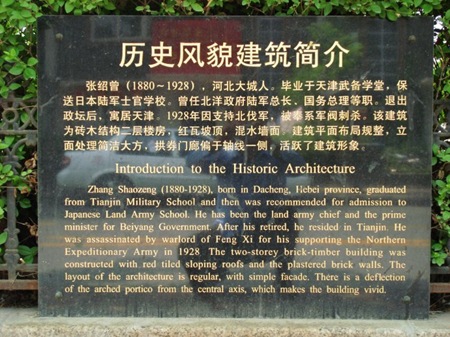 历史风貌建筑简介
张绍曾（1880～1928），河北大城人。毕业于天津武备学堂，保
送日本陆军士官学校。曾任北洋政府陆军总长、国务总理等职。退出
政坛后，寓居天津。1928年因支持北伐军，被奉系军阀刺杀。该建筑
为砖木结构二层楼房，红瓦坡顶，混水墙面。建筑平面布局规整，立
面处理简洁大方，拱券门廊偏于轴线一侧，活跃了建筑形象。
Introduction to the Historic Architecture
Zhang Shaozeng (1880-1928), born in Dacheng, Hebei province, graduated
from Tianjin Military School and then was recommended for admission to
Japanese Land Army School. He has been the land army chief and the prime
minister for Beiyang Government. After his retired, he resided in Tianjin. He
was assassinated by warlord of Feng Xi for his supporting the Northern
Expeditionary Army in 1928. The two-storey brick-timber building was
constructed with red tiled sloping roofs and the plastered brick walls. The
layout of the architecture is regular, with simple facade. There is a deflection
of the arched portico from the central axis, which makes the building vivid.